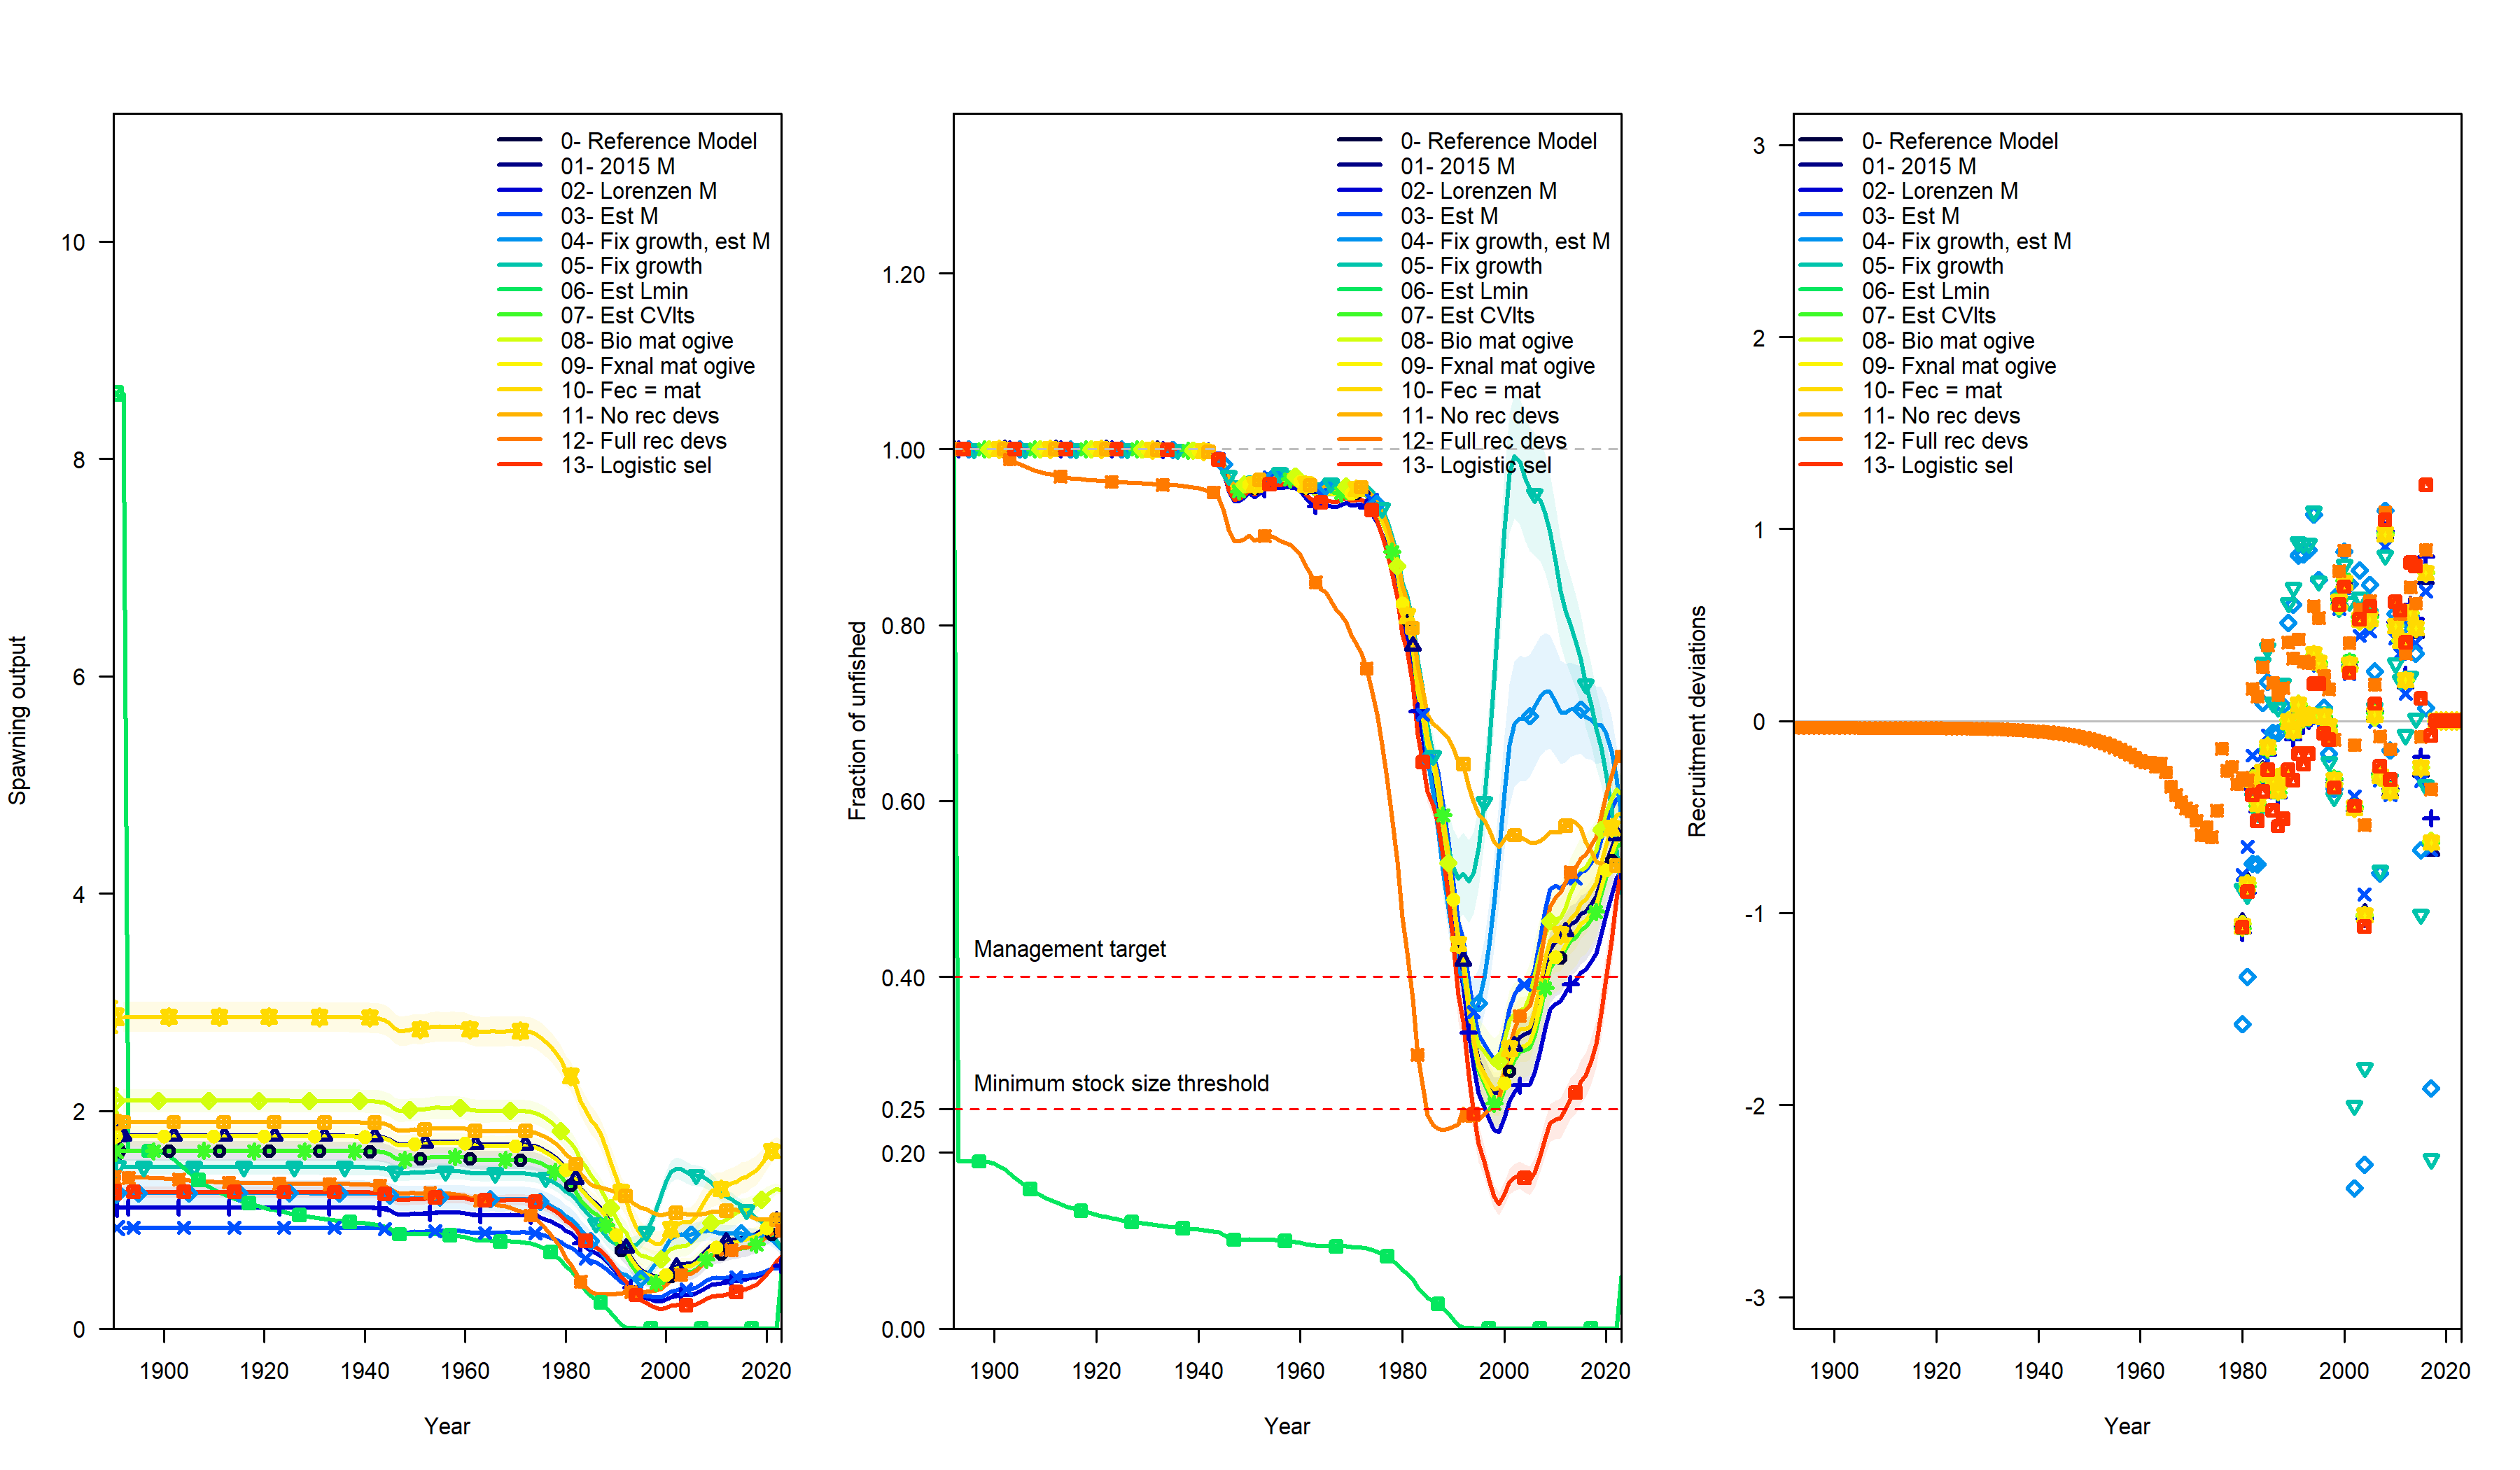 Spawning output
10
8
6
4
2
0
1900 1920 1940 1960 1980 2000 2020
Year
0- Reference Model
01- 2015 M
02- Lorenzen M
03- Est M
04- Fix growth, est M
05- Fix growth
06- Est Lmin
07- Est CVlts
08- Bio mat ogive
09- Fxnal mat ogive
10- Fec = mat
11- No rec devs
12- Full rec devs
13- Logistic sel
Fraction of unfished
1.20
1.00
0.80
0.60
0.40
0.25
0.20
0.00
1900 1920 1940 1960 1980 2000 2020
Year
0- Reference Model
01- 2015 M
02- Lorenzen M
03- Est M
04- Fix growth, est M
05- Fix growth
06- Est Lmin
07- Est CVlts
08- Bio mat ogive
09- Fxnal mat ogive
10- Fec = mat
11- No rec devs
12- Full rec devs
13- Logistic sel
Management target
Minimum stock size threshold
Recruitment deviations
3
2
1
0
-1
-2
-3
1900 1920 1940 1960 1980 2000 2020
Year
0- Reference Model
01- 2015 M
02- Lorenzen M
03- Est M
04- Fix growth, est M
05- Fix growth
06- Est Lmin
07- Est CVlts
08- Bio mat ogive
09- Fxnal mat ogive
10- Fec = mat
11- No rec devs
12- Full rec devs
13- Logistic sel